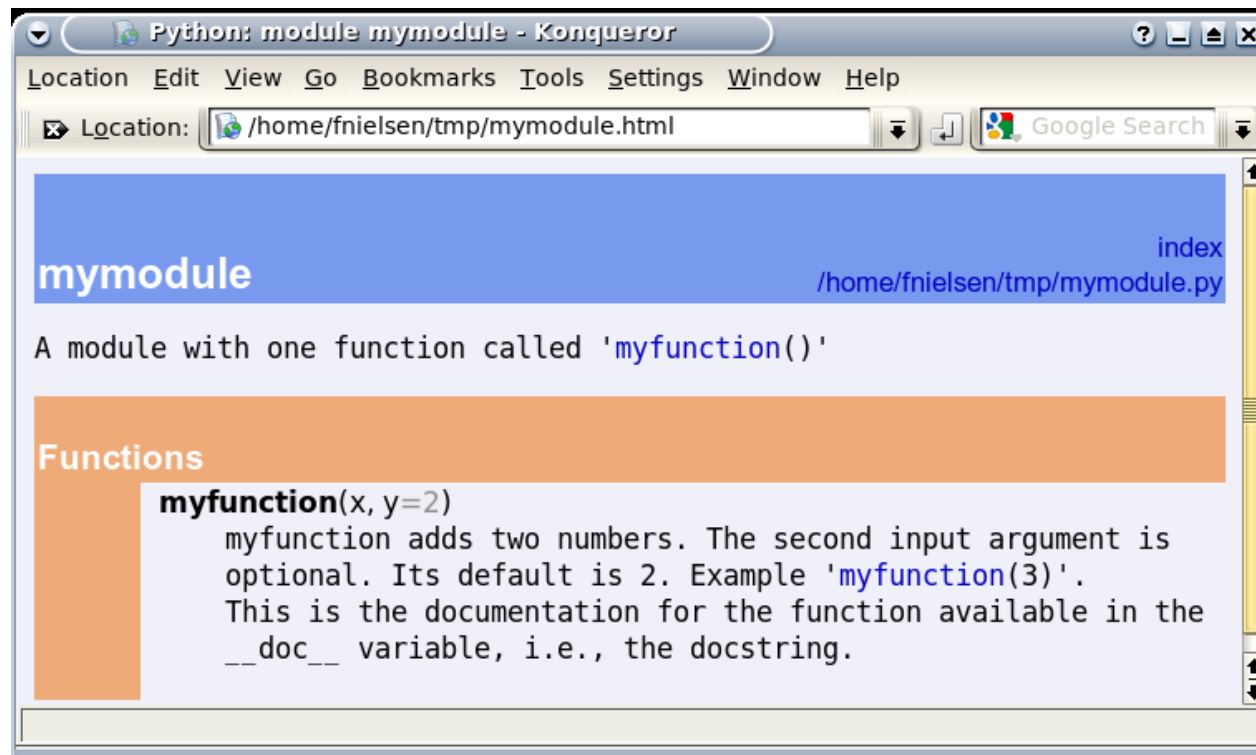 Python: module mymodule - Konqueror
Location Edit View Go Bookmarks Tools Settings Window Help
Location: /home/fnielsen/tmp/mymodule.html Google Search
index
mymodule /home/fnielsen/tmp/mymodule.py
A module with one function called 'myfunction()'
Functions
myfunction(x, y=2)
myfunction adds two numbers. The second input argument is
optional. Its default is 2. Example 'myfunction(3)'.
This is the documentation for the function available in the
__doc__ variable, i.e., the docstring.